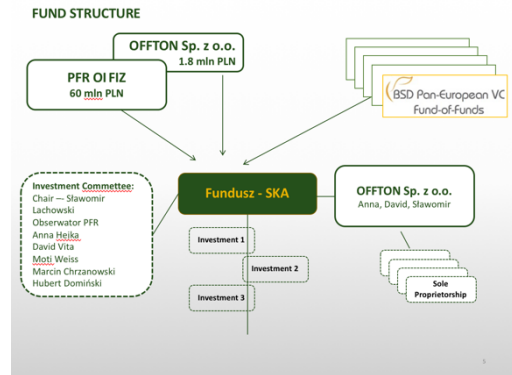 FUND STRUCTURE
OFFTON Sp. z o.o.
1.8 mln PLN
PFR OI FIZ
60 mln PLN
BSD Pan-European VC
Fund-of-Funds
Investment Committee:
Chair –- Sławomir
Lachowski
Obserwator PFR
Anna Hejka
David Vita
Moti Weiss
Marcin Chrzanowski
Hubert Domiński
Fundusz - SKA
OFFTON Sp. z o.o.
Anna, David, Sławomir
Investment 1
Investment 2
Investment 3
Sole
Proprietorship